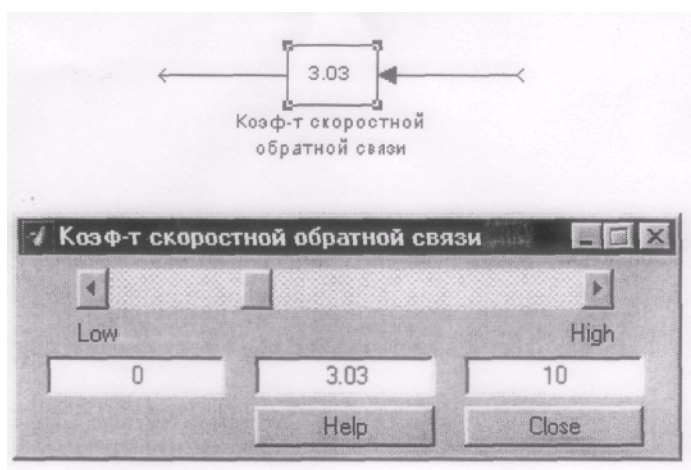 3.03
Коэф-т скоростной
обратной связи
Коэф-т скоростной обратной связи
Low High
0 3.03 10
Help Close